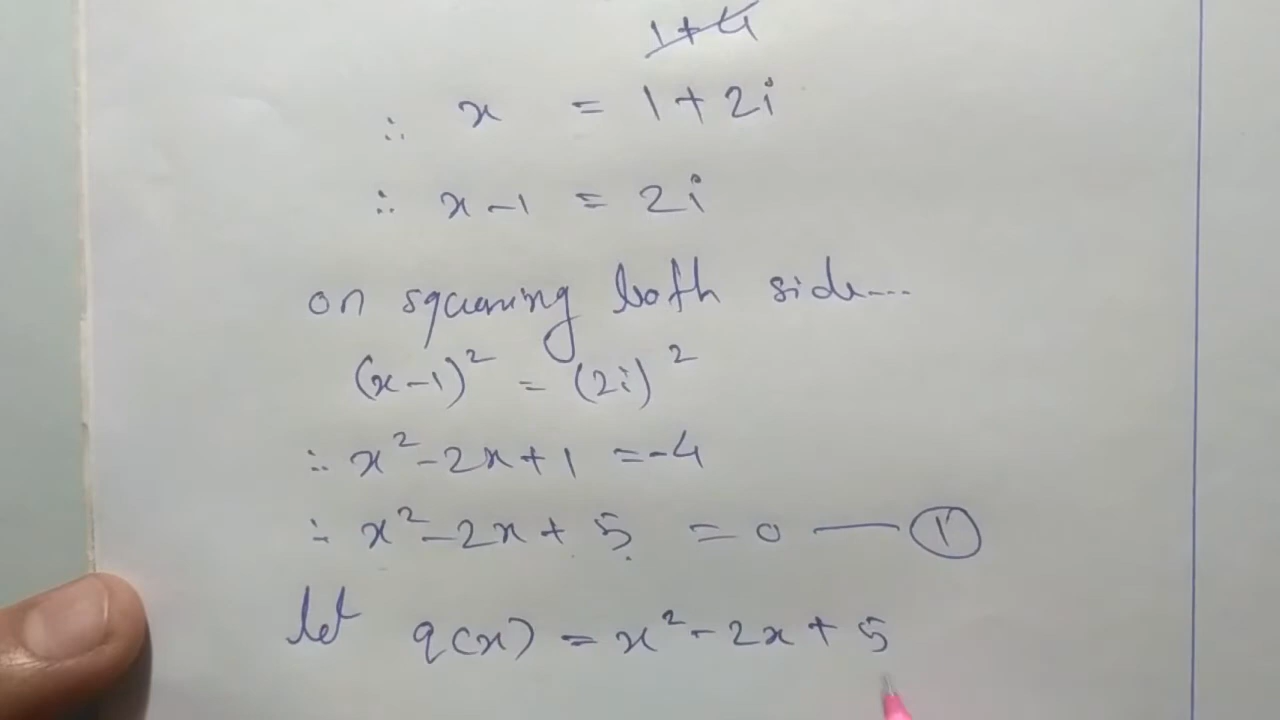 1+4
∴ x = 1+2i
∴ x-1 = 2i
on squaring both side...
(x-1)² = (2i)²
∴ x²-2x+1 = -4
∴ x²-2x+5 = 0 — ①
let q(x) = x²-2x+5